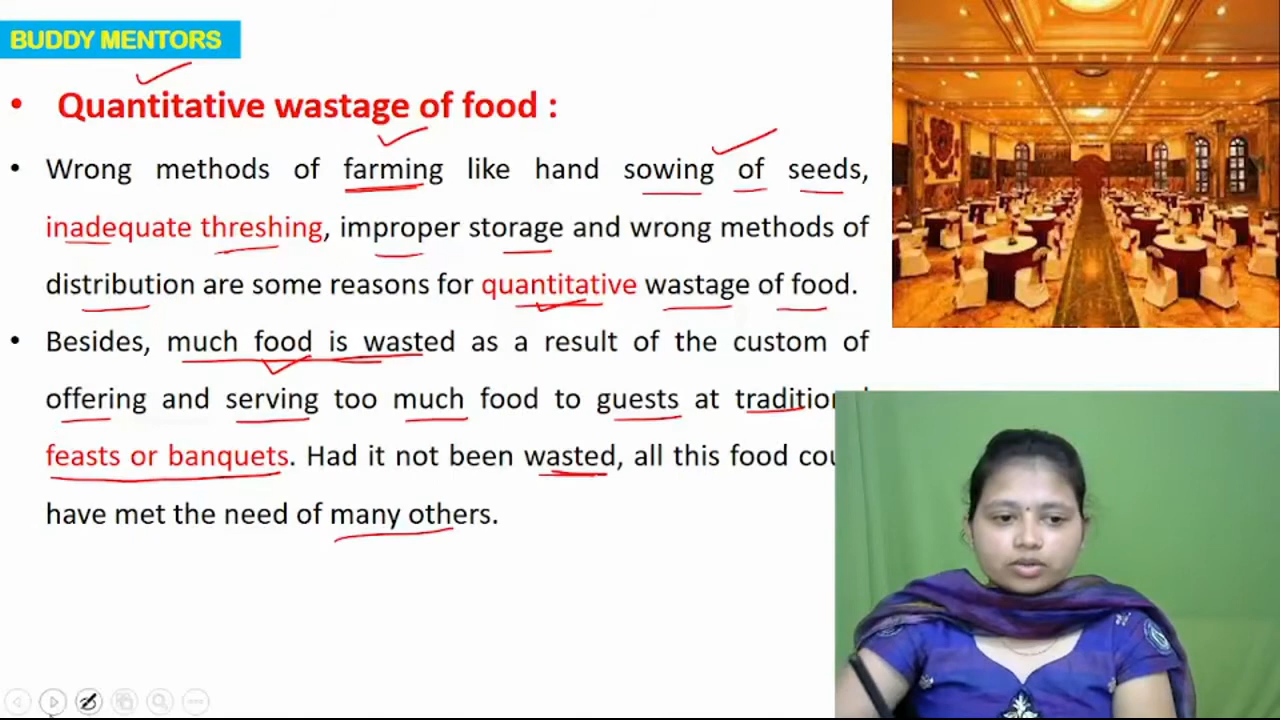 BUDDY MENTORS
• Quantitative wastage of food :
• Wrong methods of farming like hand sowing of seeds,
inadequate threshing, improper storage and wrong methods of
distribution are some reasons for quantitative wastage of food.
• Besides, much food is wasted as a result of the custom of
offering and serving too much food to guests at
feasts or banquets. Had it not been wasted, all this food
have met the need of many others.